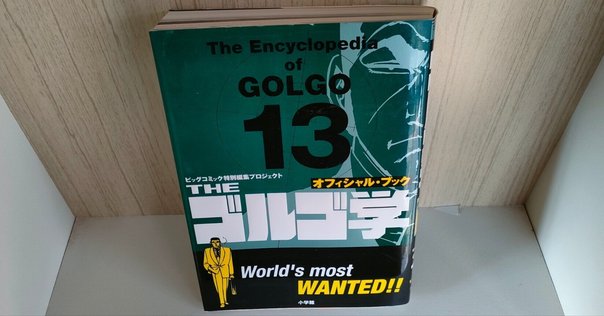 The Encyclopedia
of
GOLGO
13
ビッグコミック特別編集プロジェクト
THE
オフィシャル・ブック
ゴルゴ学
World's most
WANTED!!
小学館